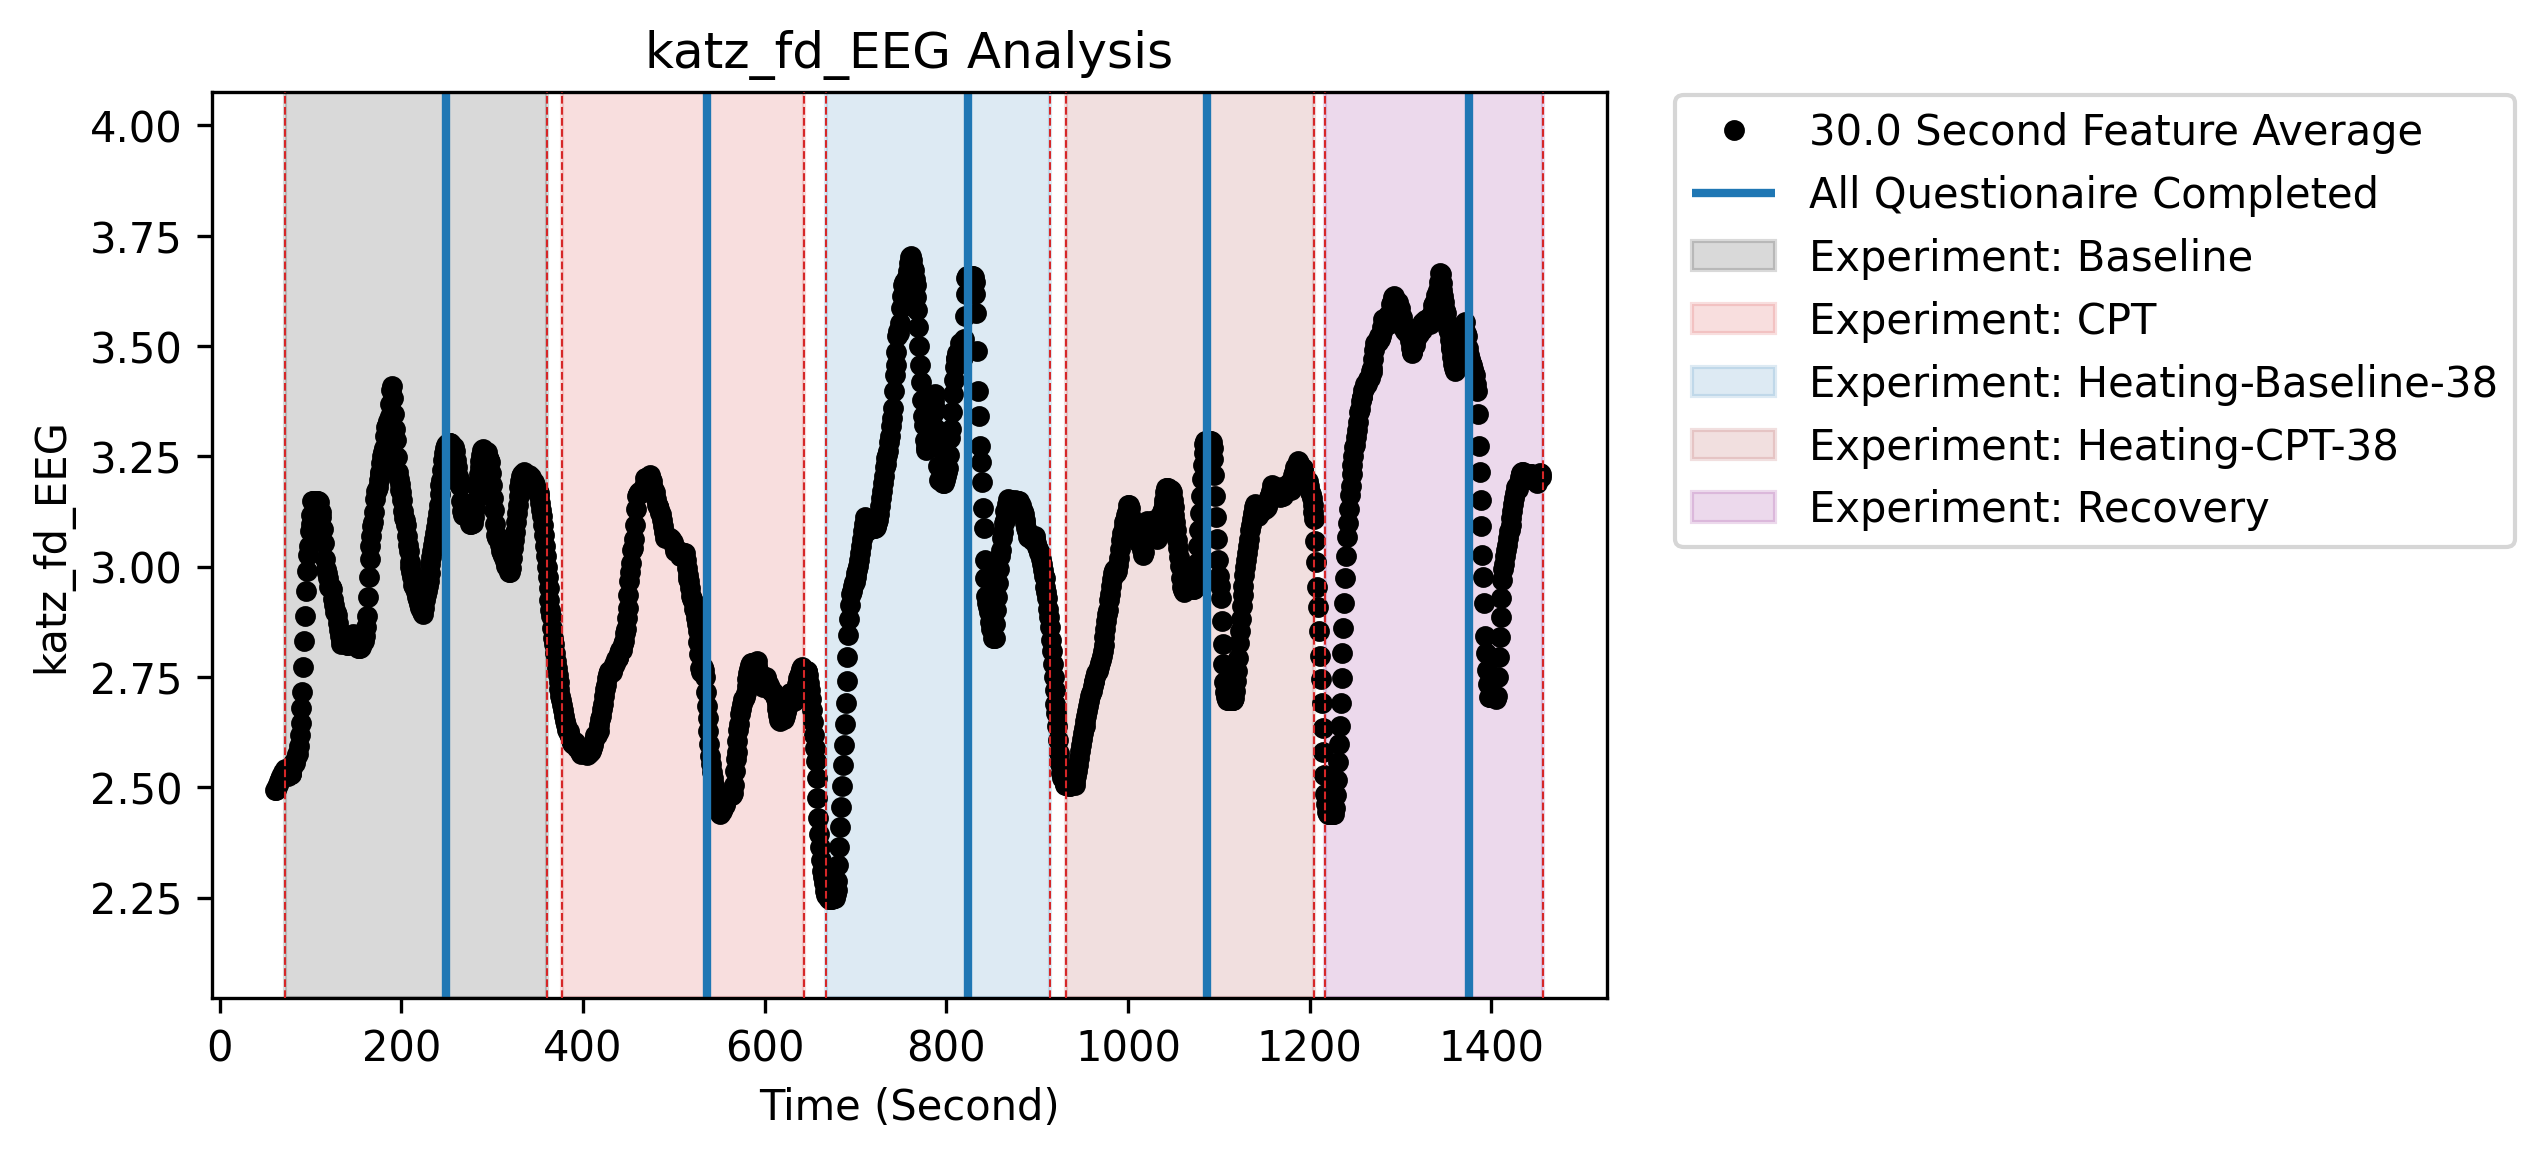 katz_fd_EEG Analysis
katz_fd_EEG
4.00
3.75
3.50
3.25
3.00
2.75
2.50
2.25
0
200
400
600
800
1000
1200
1400
Time (Second)
30.0 Second Feature Average
All Questionaire Completed
Experiment: Baseline
Experiment: CPT
Experiment: Heating-Baseline-38
Experiment: Heating-CPT-38
Experiment: Recovery